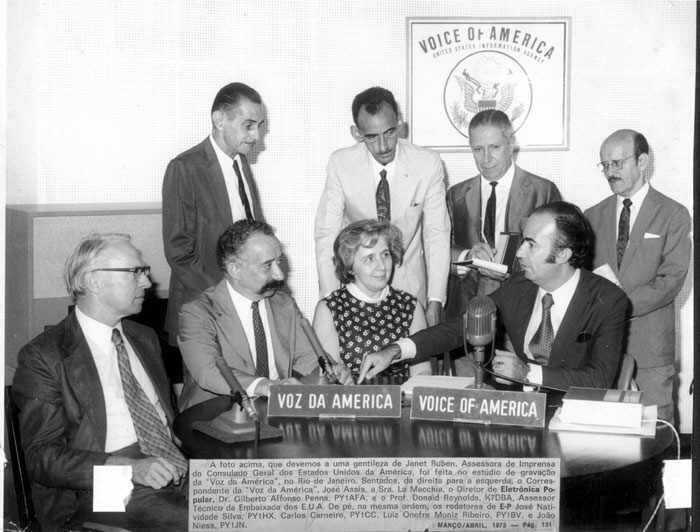 VOICE OF AMERICA
UNITED STATES INFORMATION AGENCY
VOZ DA AMERICA
VOICE OF AMERICA
A foto acima, que devemos a uma gentileza de Janet Ruben, Assessora de Imprensa
do Consulado Geral dos Estados Unidos da América, foi feita no estúdio de gravação
da "Voz da América", no Rio de Janeiro. Sentados, da direita para a esquerda, o Corres-
pondente da "Voz da América", José Assis, a Sra. La Macchia, o Diretor de Eletrônica Po-
pular, Dr. Gilberto Affonso Penna, PY1AFA, e o Prof. Donald Reynolds, K7DBA, Assessor
Técnico da Embaixada dos E.U.A. De pé, na mesma ordem, os redatores de E-P José Nati-
vidade Silva, PY1HX, Carlos Carneiro, PY1CC, Luiz Onofra Moniz Ribeiro, PY1BV, e João
Niess, PY1JN.
MARÇO/ABRIL, 1973 — Pág. 131